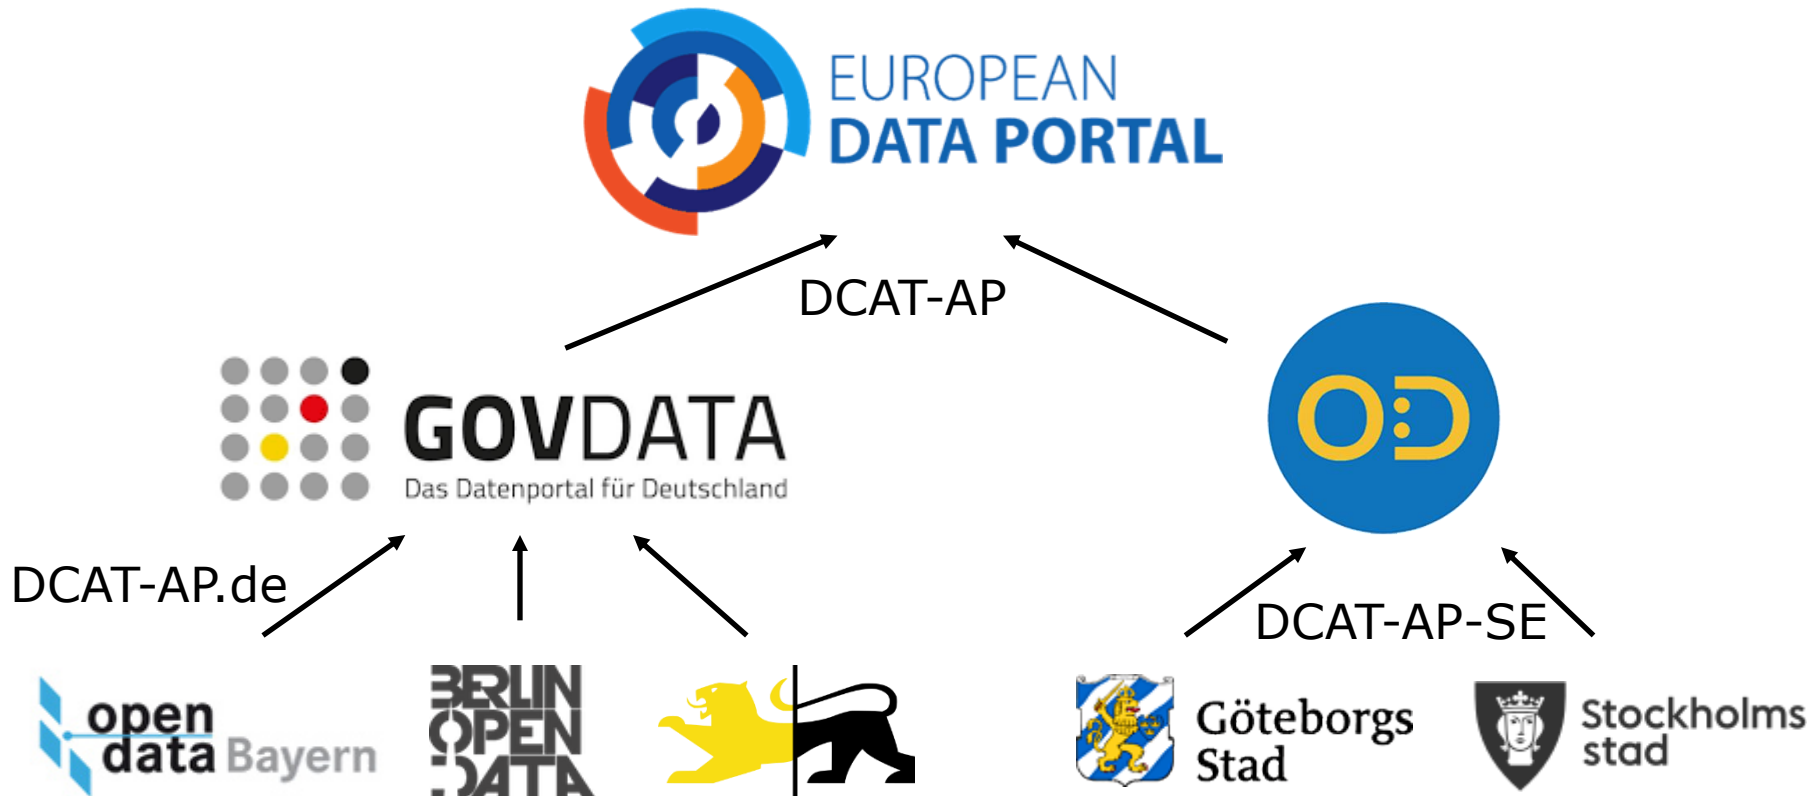 EUROPEAN
DATA PORTAL
DCAT-AP
GOVDATA
Das Datenportal für Deutschland
OD
DCAT-AP.de
DCAT-AP-SE
open
data Bayern
BERLIN
OPEN
DATA
Göteborgs
Stad
Stockholms
stad